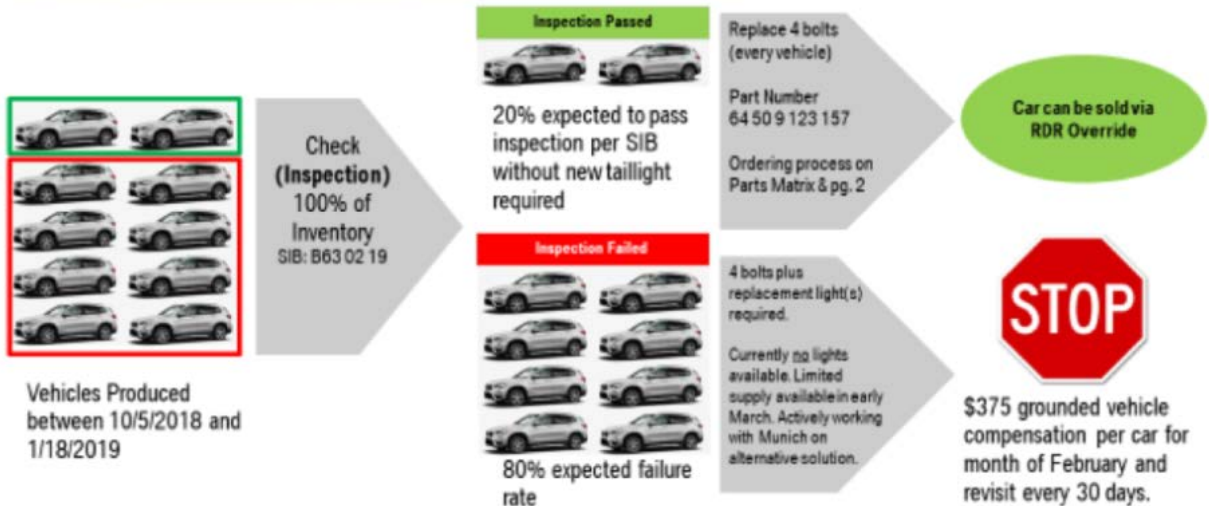 Vehicles Produced
between 10/5/2018 and
1/18/2019
Check
(Inspection)
100% of
Inventory
SIB: B63 02 19
Inspection Passed
20% expected to pass
inspection per SIB
without new taillight
required
Replace 4 bolts
(every vehicle)
Part Number
64 50 9 123 157
Ordering process on
Parts Matrix & pg. 2
Car can be sold via
RDR Override
Inspection Failed
80% expected failure
rate
4 bolts plus
replacement light(s)
required.
Currently no lights
available. Limited
supply available in early
March. Actively working
with Munich on
alternative solution.
STOP
$375 grounded vehicle
compensation per car for
month of February and
revisit every 30 days.